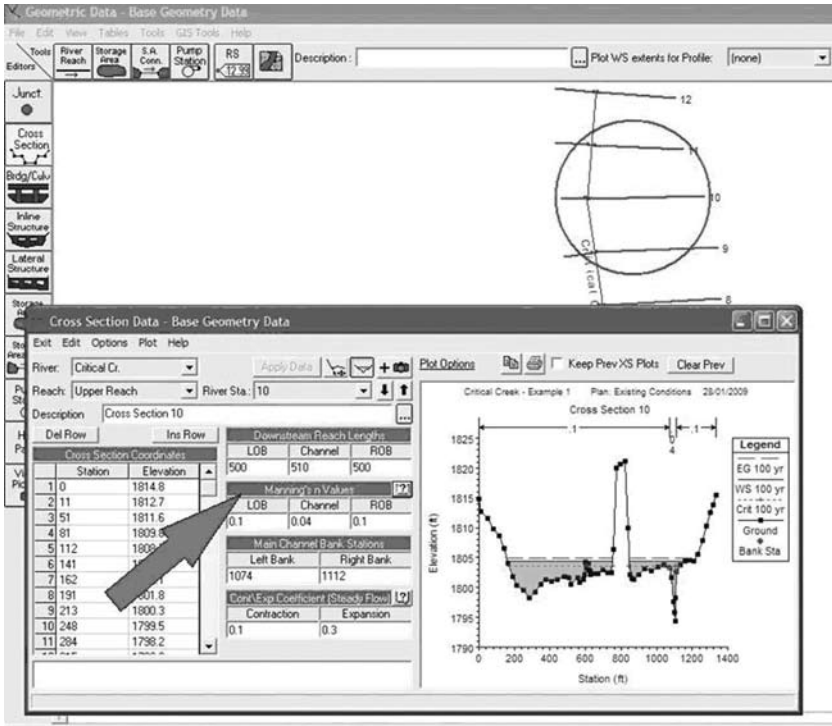 Geometric Data - Base Geometry Data
File Edit View Tables Tools GIS Tools Help
Tools
Editors
River Reach
Storage Area
S.A. Conn.
Pump Station
RS
12.99
Description :
...
Plot WS extents for Profile:
(none)
Junct.
Cross Section
Brdg/Culv
Inline Structure
Lateral Structure
12
11
10
9
8
Cross Section Data - Base Geometry Data
Exit Edit Options Plot Help
River: Critical Cr.
Apply Data
Reach: Upper Reach
River Sta.: 10
Description Cross Section 10 ...
Del Row Ins Row
Cross Section Coordinates
Station Elevation
1 0 1814.8
2 11 1812.7
3 51 1811.6
4 81
5 112
6 141
7 162
8 191
9 213 1800.3
10 248 1799.5
11 284 1798.2
Downstream Reach Lengths
LOB Channel ROB
500 510 500
Manning's n Values
LOB Channel ROB
0.1 0.04 0.1
Main Channel Bank Stations
Left Bank Right Bank
1074 1112
Cont\Exp Coefficient (Steady Flow)
Contraction Expansion
0.1 0.3
Plot Options
Keep Prev XS Plots
Clear Prev
Critical Creek - Example 1 Plan: Existing Conditions 28/01/2009
Cross Section 10
.1 .1
4
1825
1820
1815
1810
1805
1800
1795
1790
Elevation (ft)
0 200 400 600 800 1000 1200 1400
Station (ft)
Legend
EG 100 yr
WS 100 yr
Crit 100 yr
Ground
Bank Sta